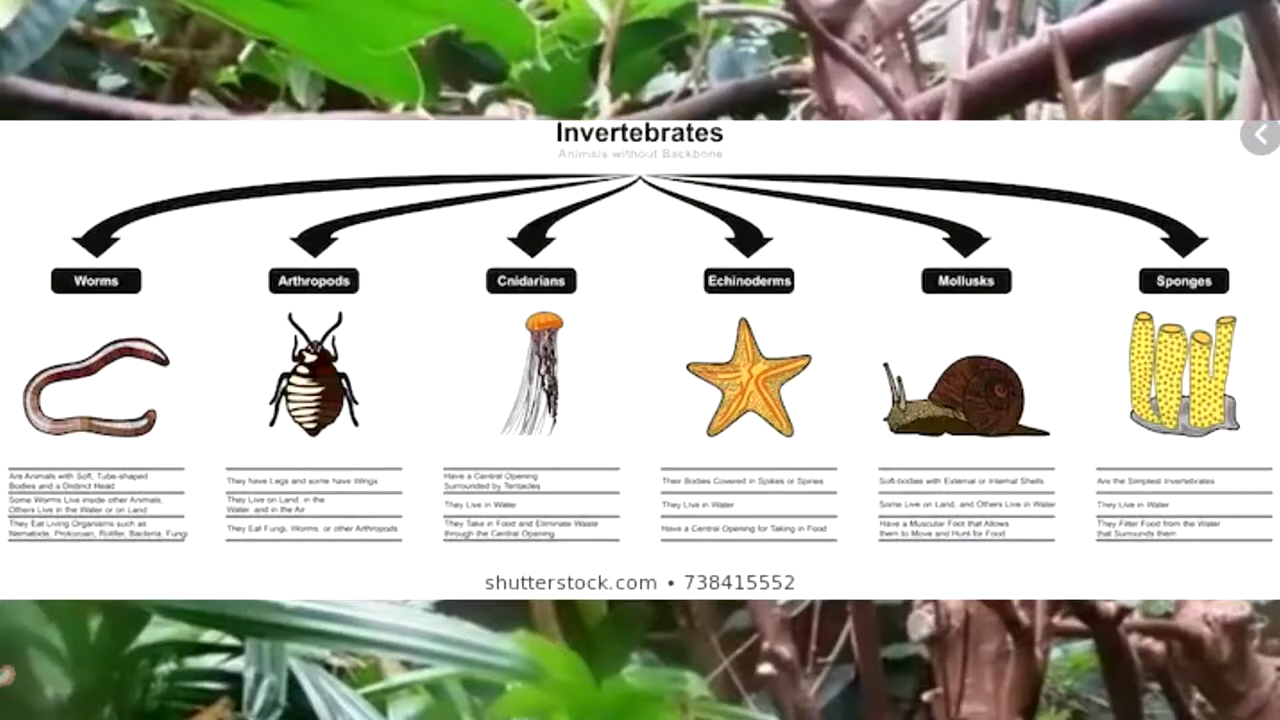 Invertebrates
Animals without Backbone
Worms
Arthropods
Cnidarians
Echinoderms
Mollusks
Sponges
Are Animals with Soft, Tube-shaped
Bodies and a Distinct Head
Some Worms Live inside other Animals,
Others Live in the Water or on Land
They Eat Living Organisms such as
Nematode, Protozoan, Rotifer, Bacteria, Fungi
They have Legs and some have Wings
They Live on Land, in the
Water, and in the Air
They Eat Fungi, Worms, or other Arthropods
Have a Central Opening
Surrounded by Tentacles
They Live in Water
They Take in Food and Eliminate Waste
through the Central Opening
Their Bodies Covered in Spikes or Spines
They Live in Water
Have a Central Opening for Taking in Food
Soft-bodies with External or Internal Shells
Some Live on Land, and Others Live in Water
Have a Muscular Foot that Allows
them to Move and Hunt for Food
Are the Simplest Invertebrates
They Live in Water
They Filter Food from the Water
that Surrounds them
shutterstock.com • 738415552